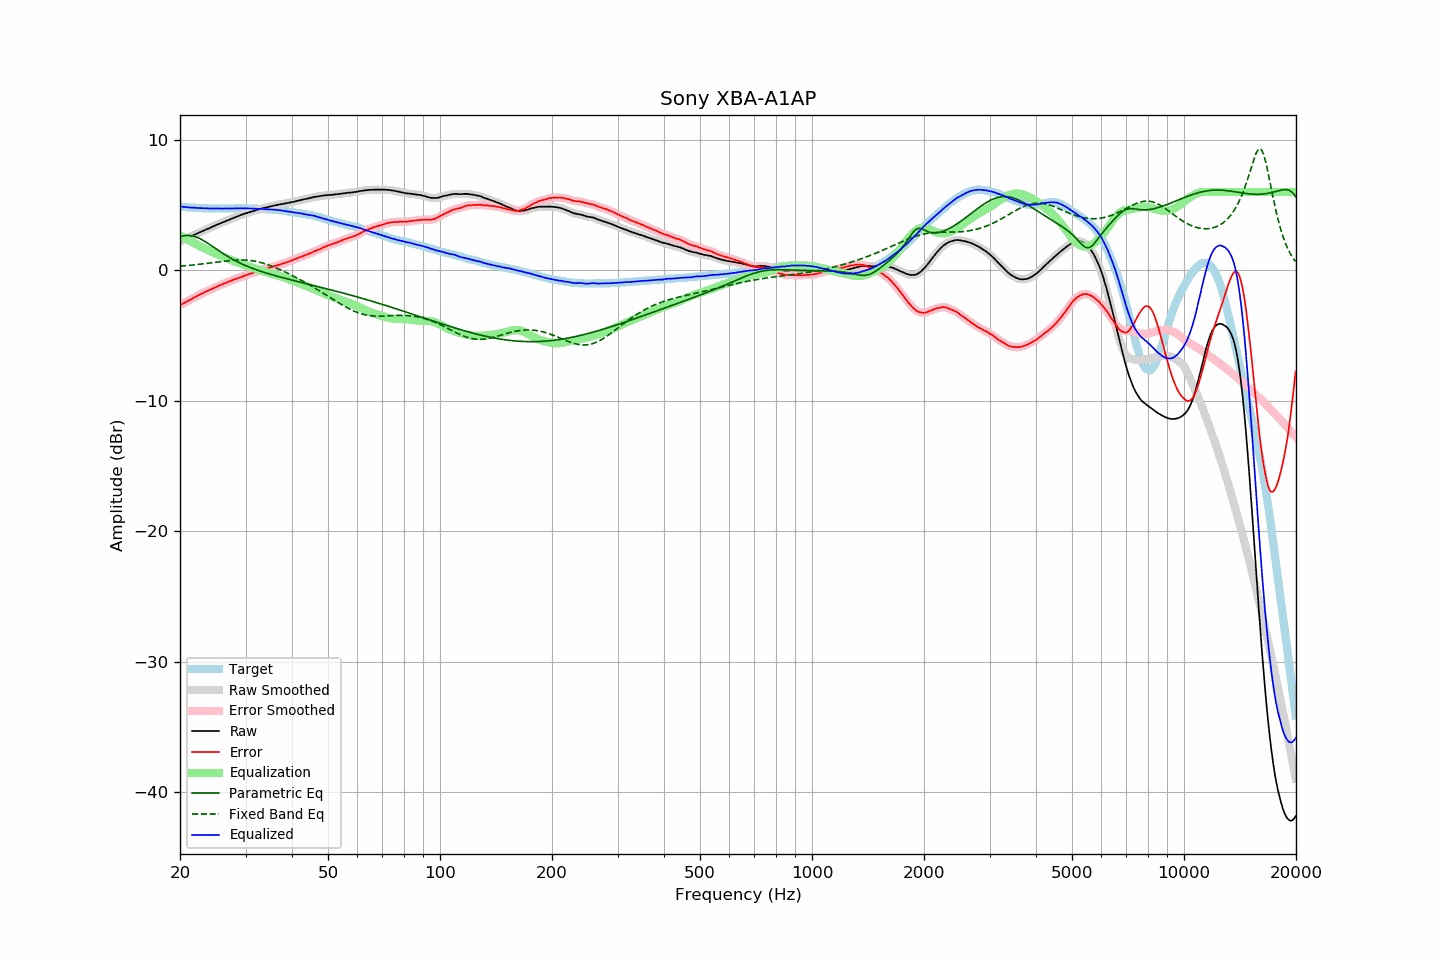 Sony XBA-A1AP
10
0
−10
−20
−30
−40
Amplitude (dBr)
Target
Raw Smoothed
Error Smoothed
Raw
Error
Equalization
Parametric Eq
Fixed Band Eq
Equalized
20 50 100 200 500 1000 2000 5000 10000 20000
Frequency (Hz)